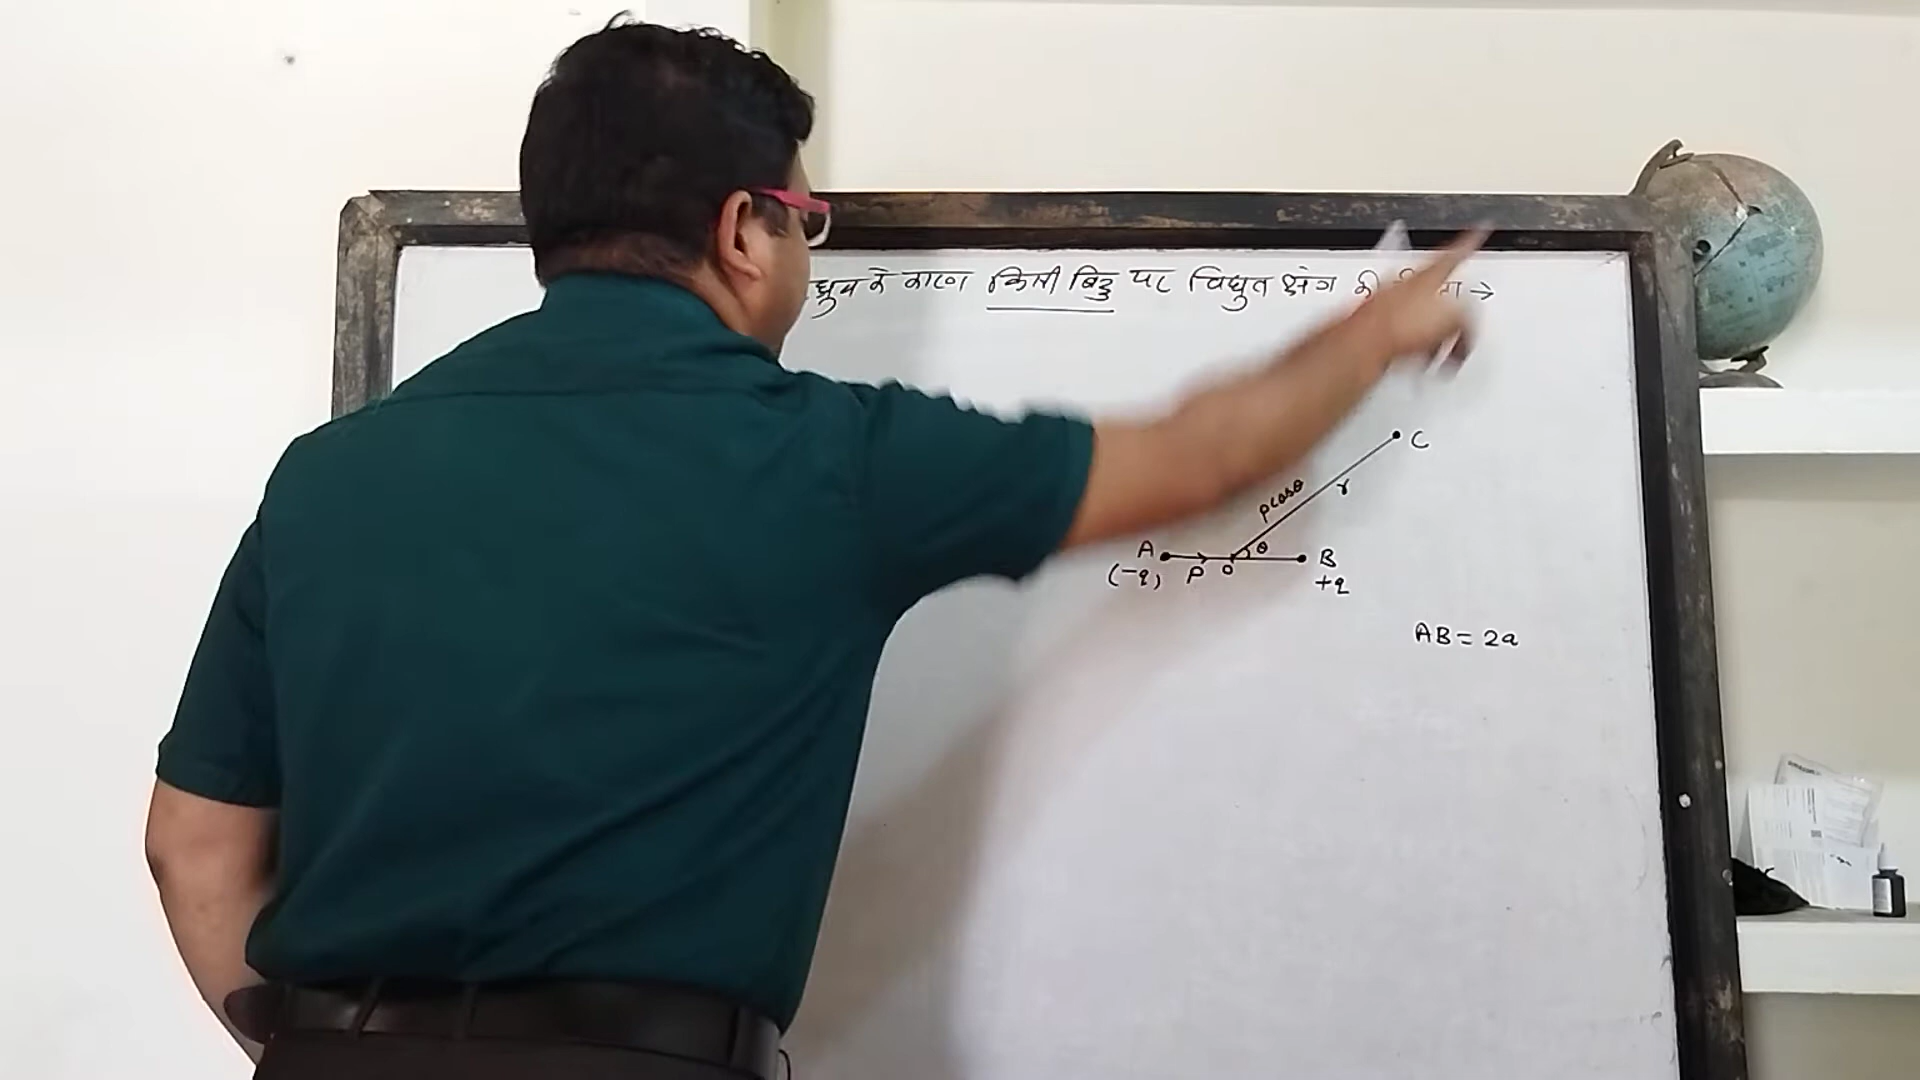 के कारण किसी बिंदु पर विद्युत क्षेत्र की →
C
pcosθ
r
A θ B
(-q) P O +q
AB = 2a